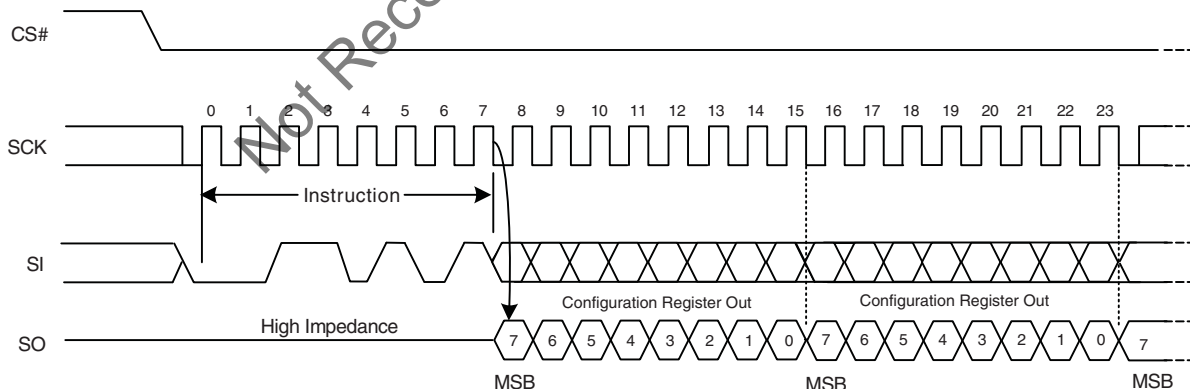 CS#
Not Reco
0 1 2 3 4 5 6 7 8 9 10 11 12 13 14 15 16 17 18 19 20 21 22 23
SCK
Instruction
SI
Configuration Register Out Configuration Register Out
High Impedance
SO 7 6 5 4 3 2 1 0 7 6 5 4 3 2 1 0 7
MSB MSB MSB